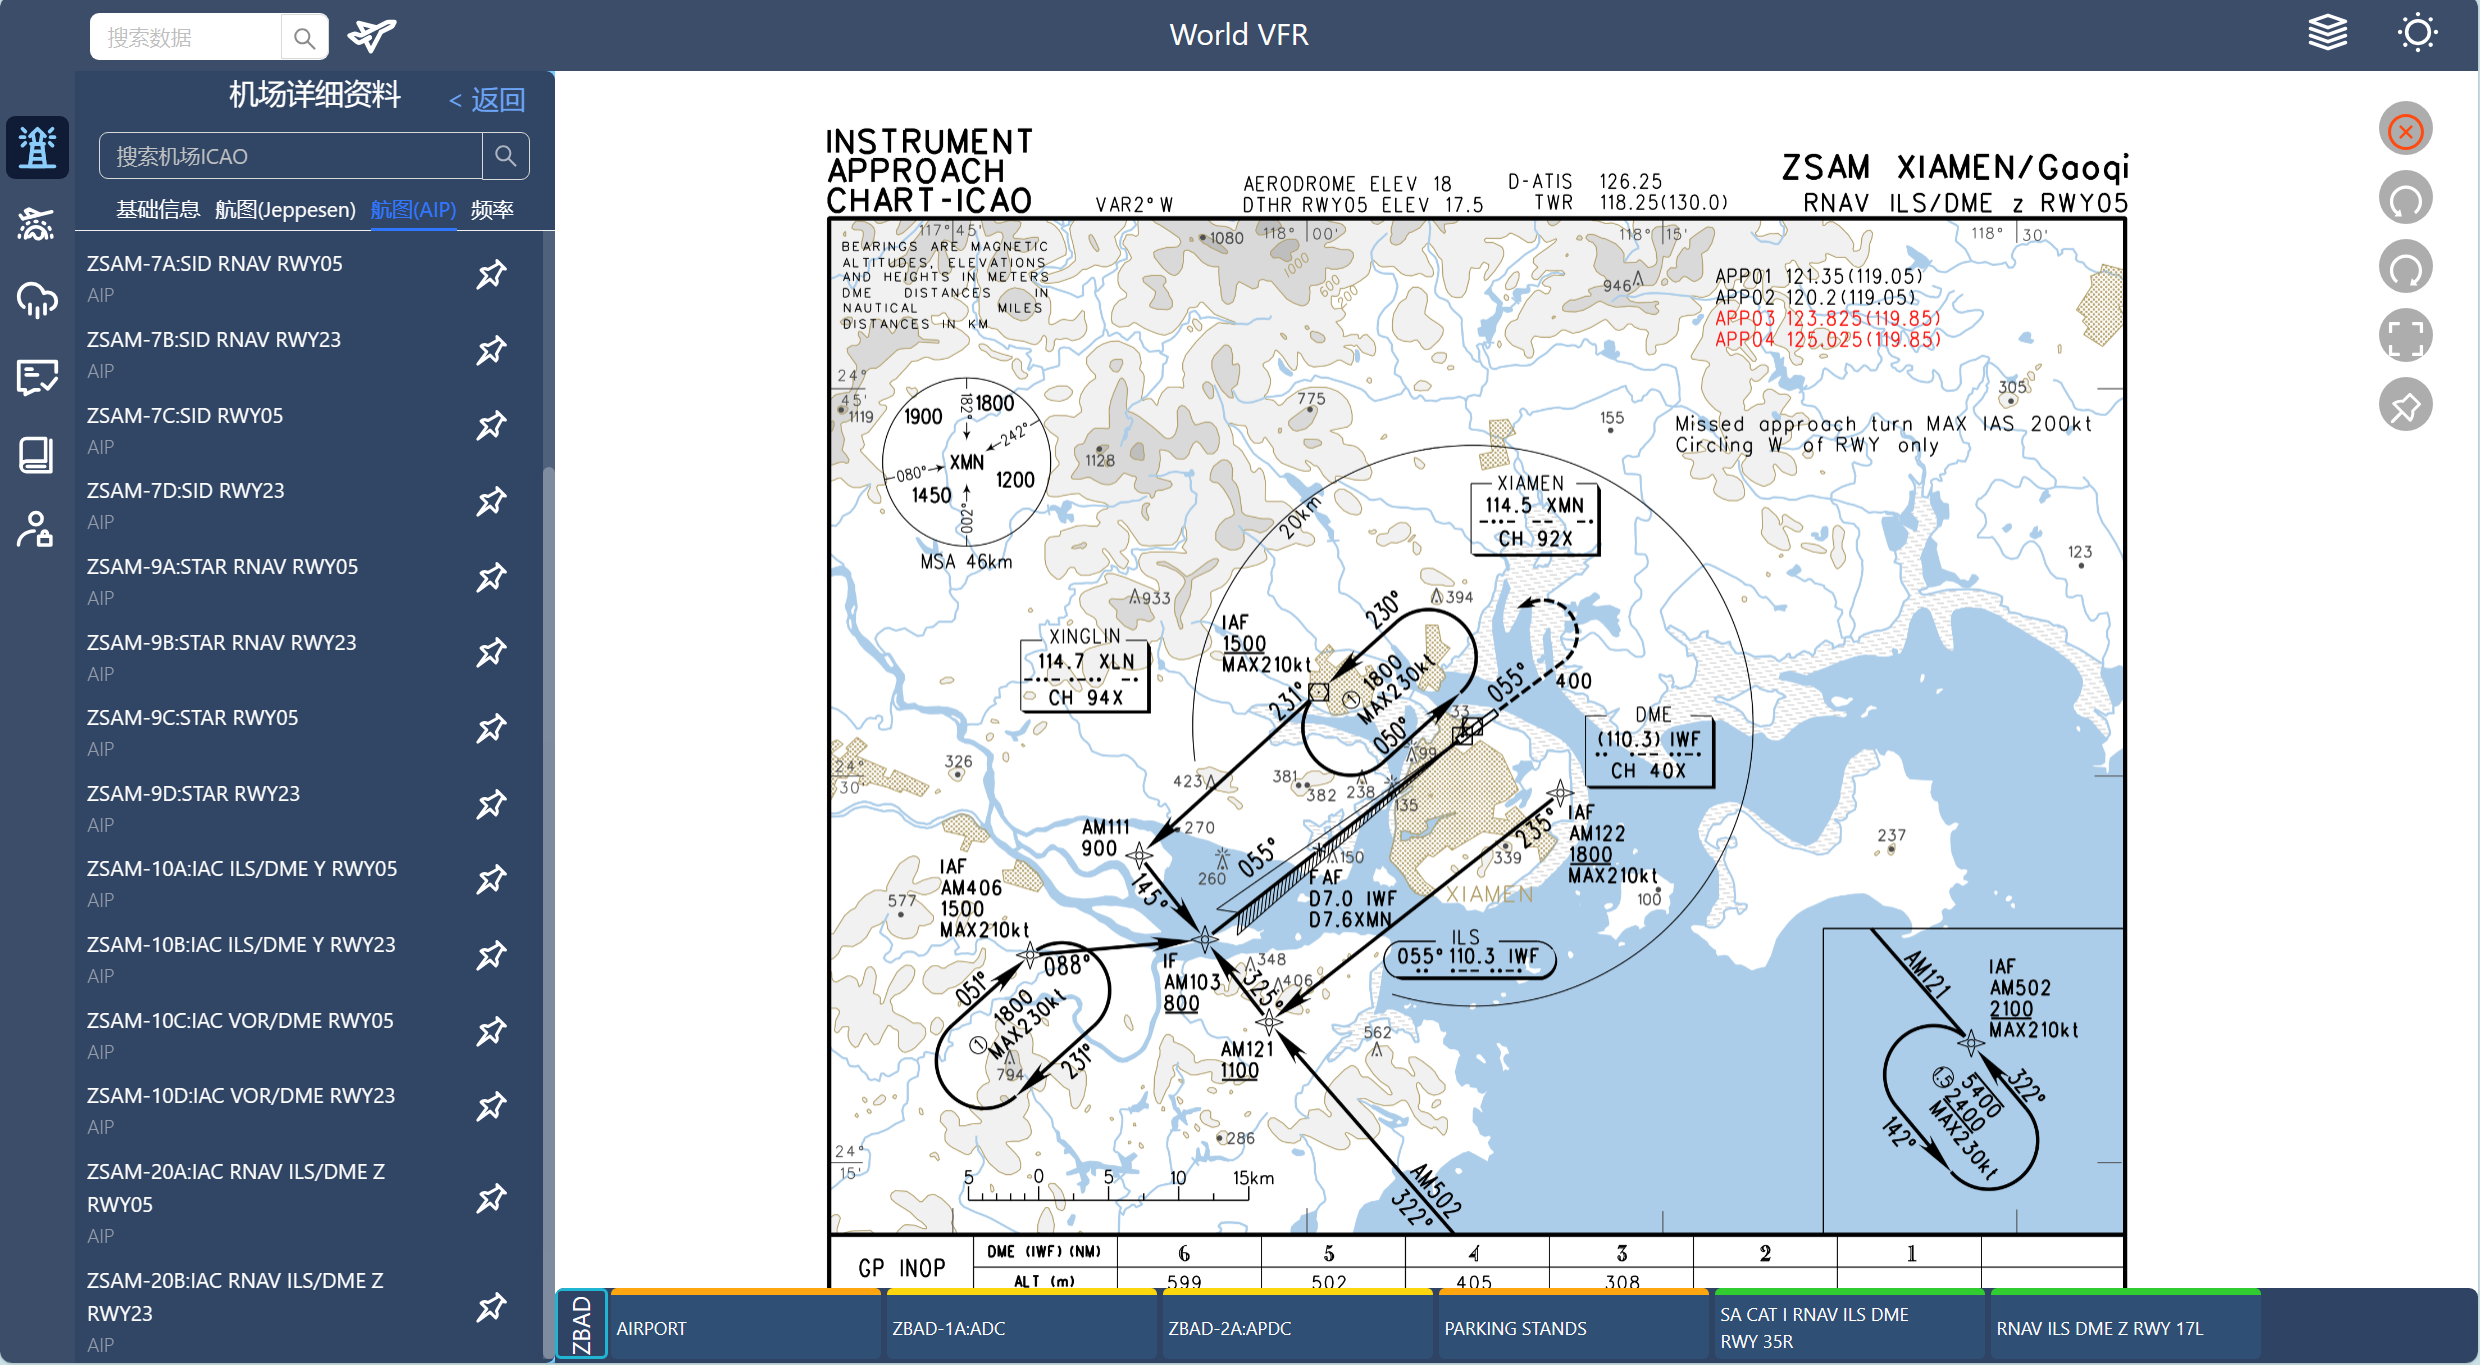 搜索数据
World VFR
机场详细资料
< 返回
搜索机场ICAO
基础信息 航图(Jeppesen) 航图(AIP) 频率
ZSAM-7A:SID RNAV RWY05
AIP
ZSAM-7B:SID RNAV RWY23
AIP
ZSAM-7C:SID RWY05
AIP
ZSAM-7D:SID RWY23
AIP
ZSAM-9A:STAR RNAV RWY05
AIP
ZSAM-9B:STAR RNAV RWY23
AIP
ZSAM-9C:STAR RWY05
AIP
ZSAM-9D:STAR RWY23
AIP
ZSAM-10A:IAC ILS/DME Y RWY05
AIP
ZSAM-10B:IAC ILS/DME Y RWY23
AIP
ZSAM-10C:IAC VOR/DME RWY05
AIP
ZSAM-10D:IAC VOR/DME RWY23
AIP
ZSAM-20A:IAC RNAV ILS/DME Z
RWY05
AIP
ZSAM-20B:IAC RNAV ILS/DME Z
RWY23
AIP
INSTRUMENT
APPROACH
CHART-ICAO
VAR2° W
AERODROME ELEV 18
DTHR RWY05 ELEV 17.5
D-ATIS 126.25
TWR 118.25(130.0)
ZSAM XIAMEN/Gaoqi
RNAV ILS/DME z RWY05
117° 45'
118° 00'
118° 15'
118° 30'
BEARINGS ARE MAGNETIC
ALTITUDES, ELEVATIONS
AND HEIGHTS IN METERS
DME DISTANCES IN
NAUTICAL MILES
DISTANCES IN KM
1080
1000
600
200
946
APP01 121.35(119.05)
APP02 120.2(119.05)
APP03 123.825(119.85)
APP04 125.025(119.85)
24°
45'
1119
1900
182°
1800
242°
080°
XMN
1450
1200
002°
MSA 46km
775
1128
155
305
Missed approach turn MAX IAS 200kt
Circling W of RWY only
20km
XIAMEN
114.5 XMN
CH 92X
123
933
394
XINGLIN
114.7 XLN
CH 94X
IAF
1500
MAX210kt
230°
1 1800
MAX230kt
050°
231°
055°
400
33
99
DME
(110.3) IWF
CH 40X
24°
30'
326
423
381
382
238
135
270
AM111
900
145°
260
055°
150
FAF
D7.0 IWF
D7.6XMN
235°
339
XIAMEN
IAF
AM122
1800
MAX210kt
100
237
IAF
AM406
1500
MAX210kt
577
088°
051°
1 1800
MAX230kt
231°
794
IF
AM103
800
348
406
325°
ILS
055° 110.3 IWF
AM121
1100
562
286
AM502
322°
24°
15'
5 0 5 10 15km
AM121
IAF
AM502
2100
MAX210kt
322°
1.5 5400
2400
MAX230kt
142°
GP INOP
DME (IWF) (NM) 6 5 4 3 2 1
ALT (m) 599 502 405 308
ZBAD
AIRPORT
ZBAD-1A:ADC
ZBAD-2A:APDC
PARKING STANDS
SA CAT I RNAV ILS DME
RWY 35R
RNAV ILS DME Z RWY 17L